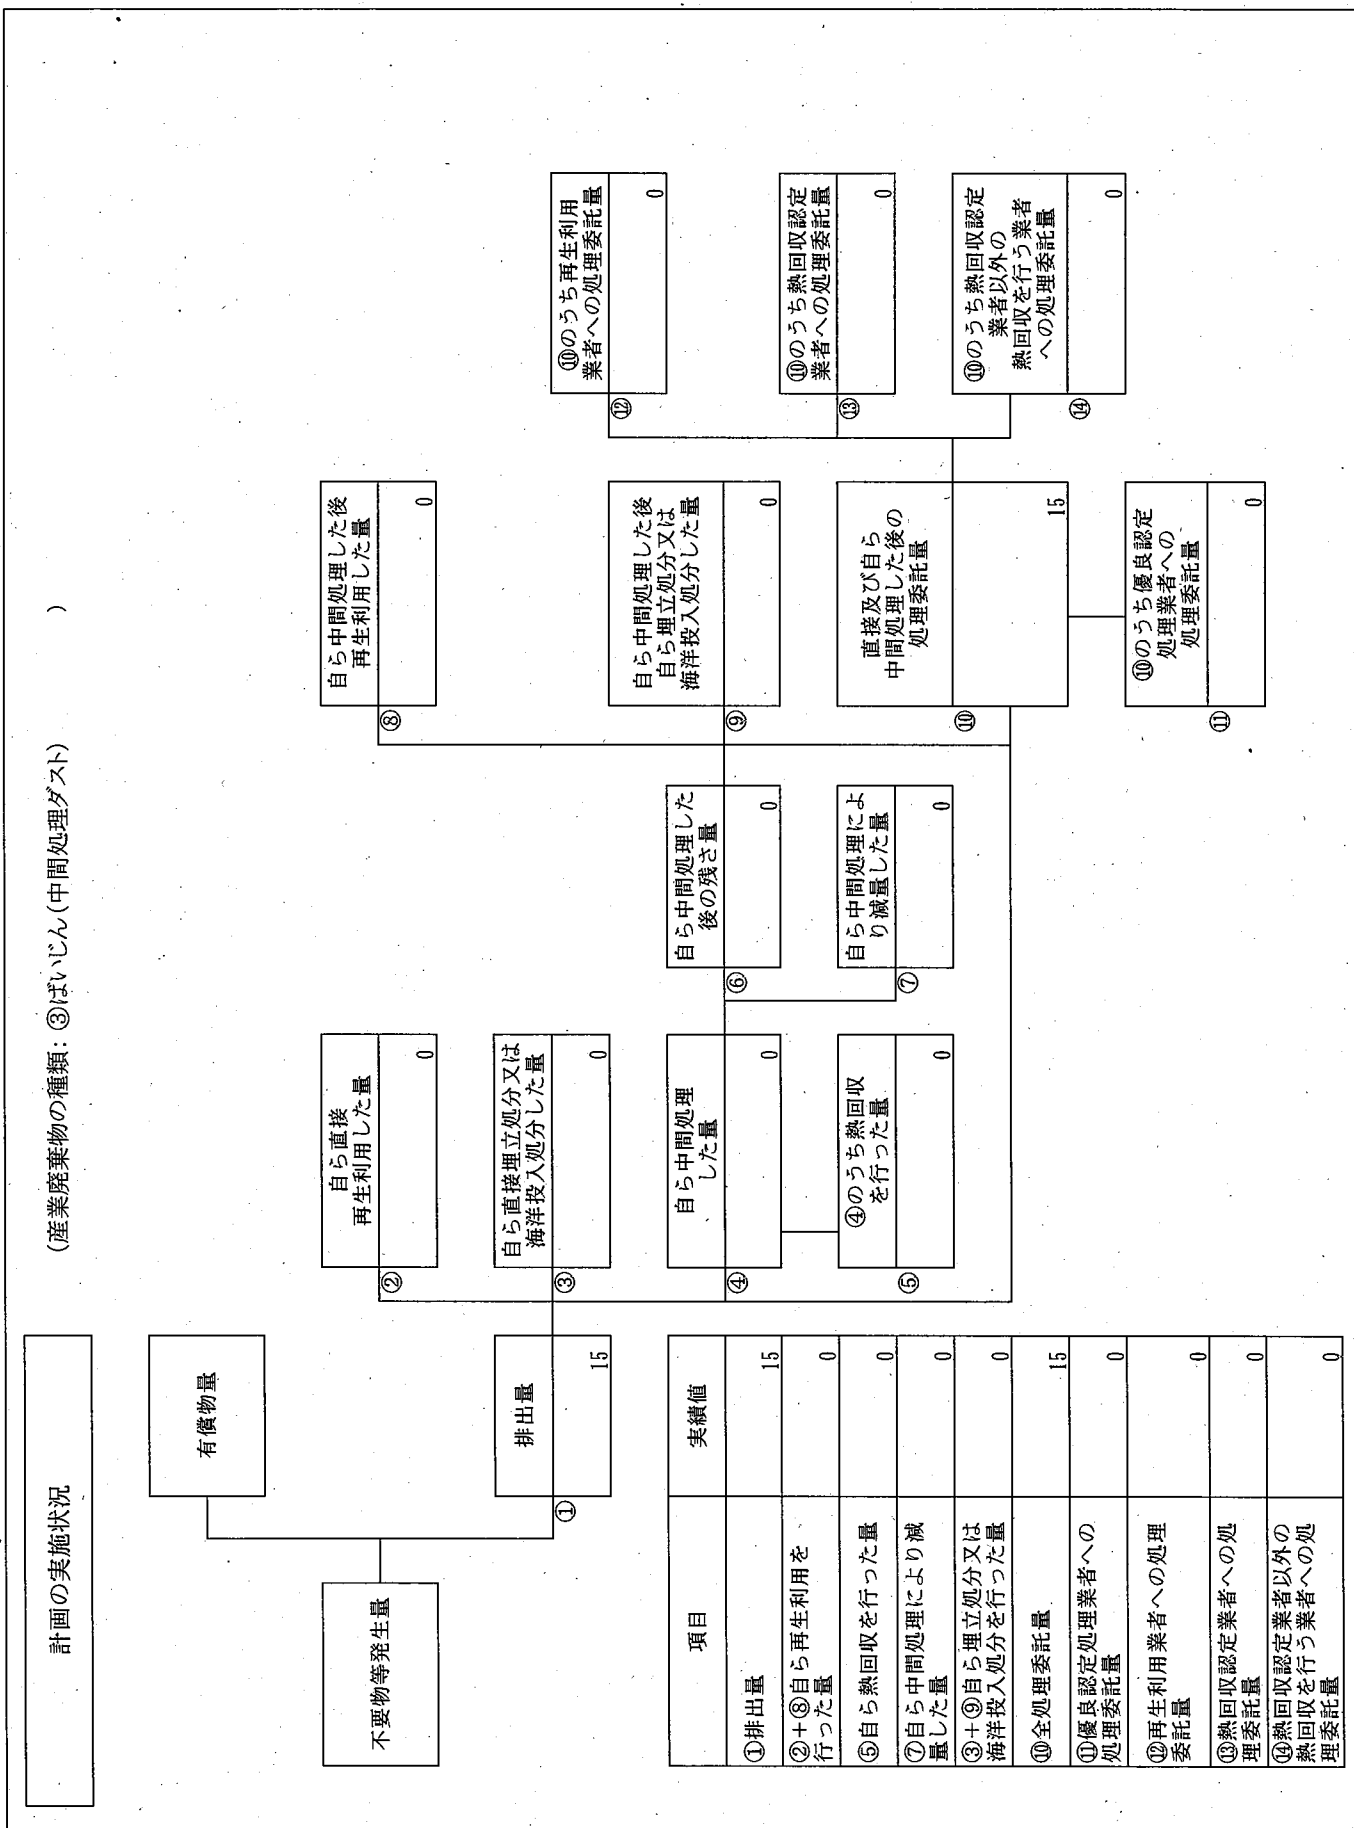 計画の実施状況
(産業廃棄物の種類：③ばいじん(中間処理ダスト)　　　)
有償物量
不要物等発生量
①
排出量
15
②
自ら直接
再生利用した量
0
③
自ら直接埋立処分又は
海洋投入処分した量
0
④
自ら中間処理
した量
0
⑤
④のうち熱回収
を行った量
0
⑥
自ら中間処理した
後の残さ量
0
⑦
自ら中間処理によ
り減量した量
0
⑧
自ら中間処理した後
再生利用した量
0
⑨
自ら中間処理した後
自ら埋立処分又は
海洋投入処分した量
0
⑩
直接及び自ら
中間処理した後の
処理委託量
15
⑪
⑩のうち優良認定
処理業者への
処理委託量
0
⑫
⑩のうち再生利用
業者への処理委託量
0
⑬
⑩のうち熱回収認定
業者への処理委託量
0
⑭
⑩のうち熱回収認定
業者以外の
熱回収を行う業者
への処理委託量
0
項目 実績値
①排出量 15
②+⑧自ら再生利用を
行った量 0
⑤自ら熱回収を行った量 0
⑦自ら中間処理により減
量した量 0
③+⑨自ら埋立処分又は
海洋投入処分を行った量 0
⑩全処理委託量 15
⑪優良認定処理業者への
処理委託量 0
⑫再生利用業者への処理
委託量 0
⑬熱回収認定業者への処
理委託量 0
⑭熱回収認定業者以外の
熱回収を行う業者への処
理委託量 0